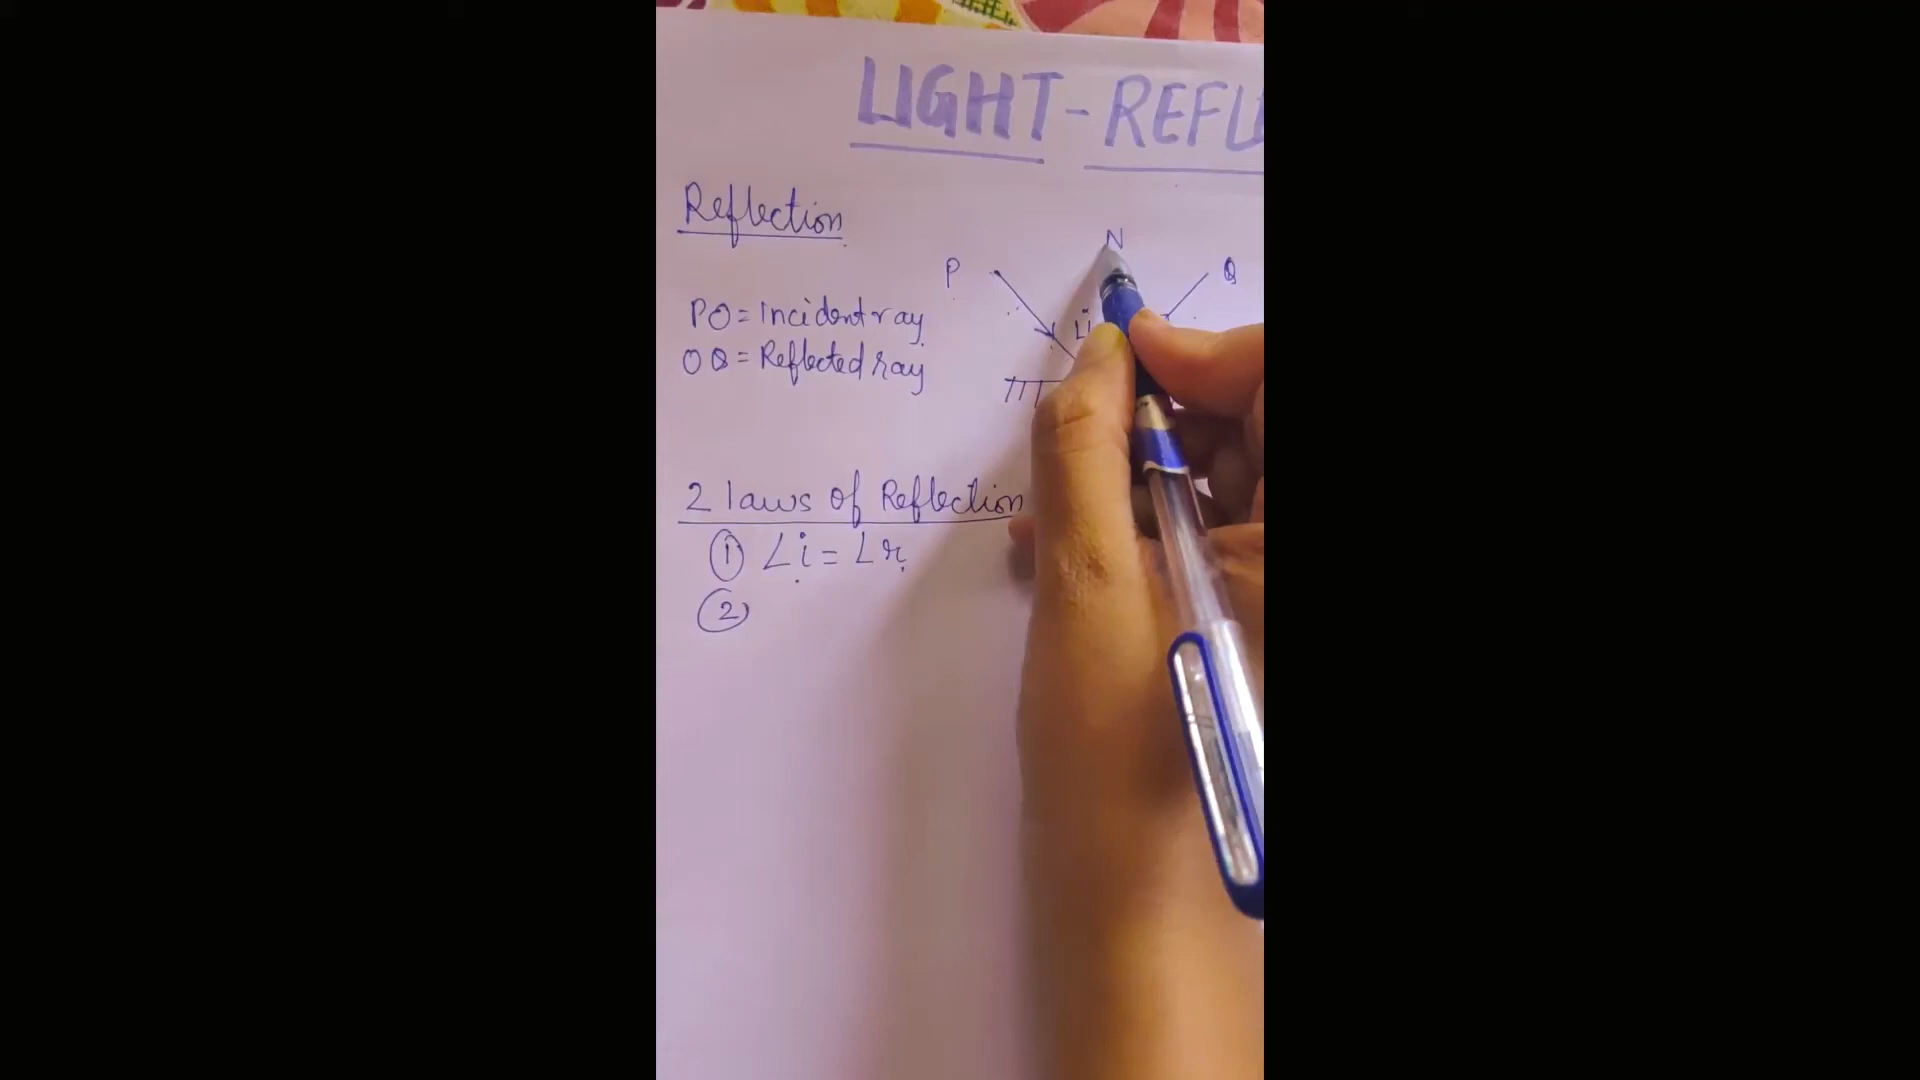 LIGHT-REFL
Reflection
N
P
Q
PO = Incident ray
∠i
OQ = Reflected ray
2 laws of Reflection
① ∠i = ∠r
②